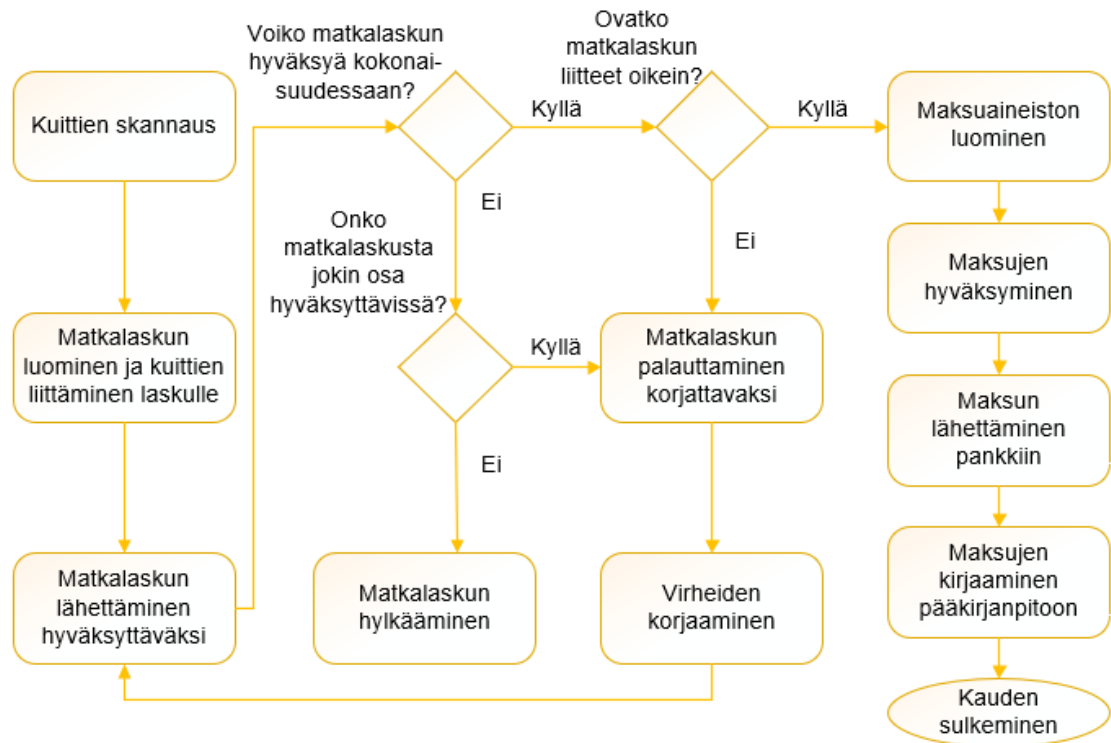 Voiko matkalaskun
hyväksyä kokonai-
suudessaan?
Ovatko
matkalaskun
liitteet oikein?
Kuittien skannaus
Kyllä
Kyllä
Maksuaineiston
luominen
Ei
Onko
matkalaskusta
jokin osa
hyväksyttävissä?
Ei
Maksujen
hyväksyminen
Matkalaskun
luominen ja kuittien
liittäminen laskulle
Kyllä
Matkalaskun
palauttaminen
korjattavaksi
Maksun
lähettäminen
pankkiin
Ei
Matkalaskun
lähettäminen
hyväksyttäväksi
Matkalaskun
hylkääminen
Virheiden
korjaaminen
Maksujen
kirjaaminen
pääkirjanpitoon
Kauden
sulkeminen